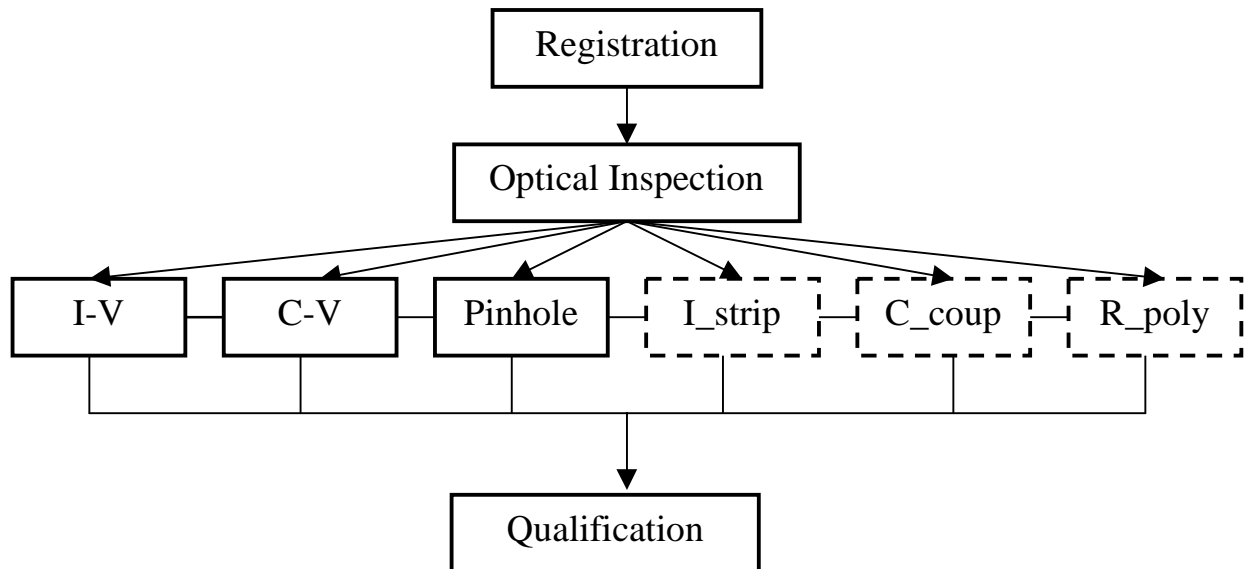 Registration
Optical Inspection
I-V
C-V
Pinhole
I_strip
C_coup
R_poly
Qualification